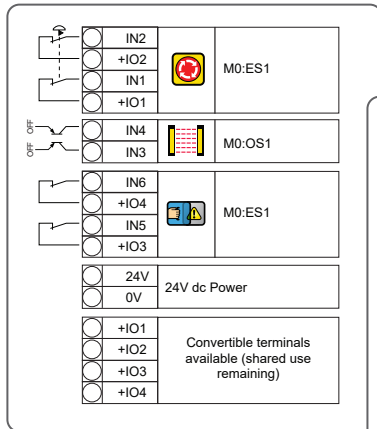 IN2
+IO2
IN1
+IO1
M0:ES1
OFF
OFF
IN4
IN3
M0:OS1
IN6
+IO4
IN5
+IO3
M0:ES1
24V
0V
24V dc Power
+IO1
+IO2
+IO3
+IO4
Convertible terminals
available (shared use
remaining)